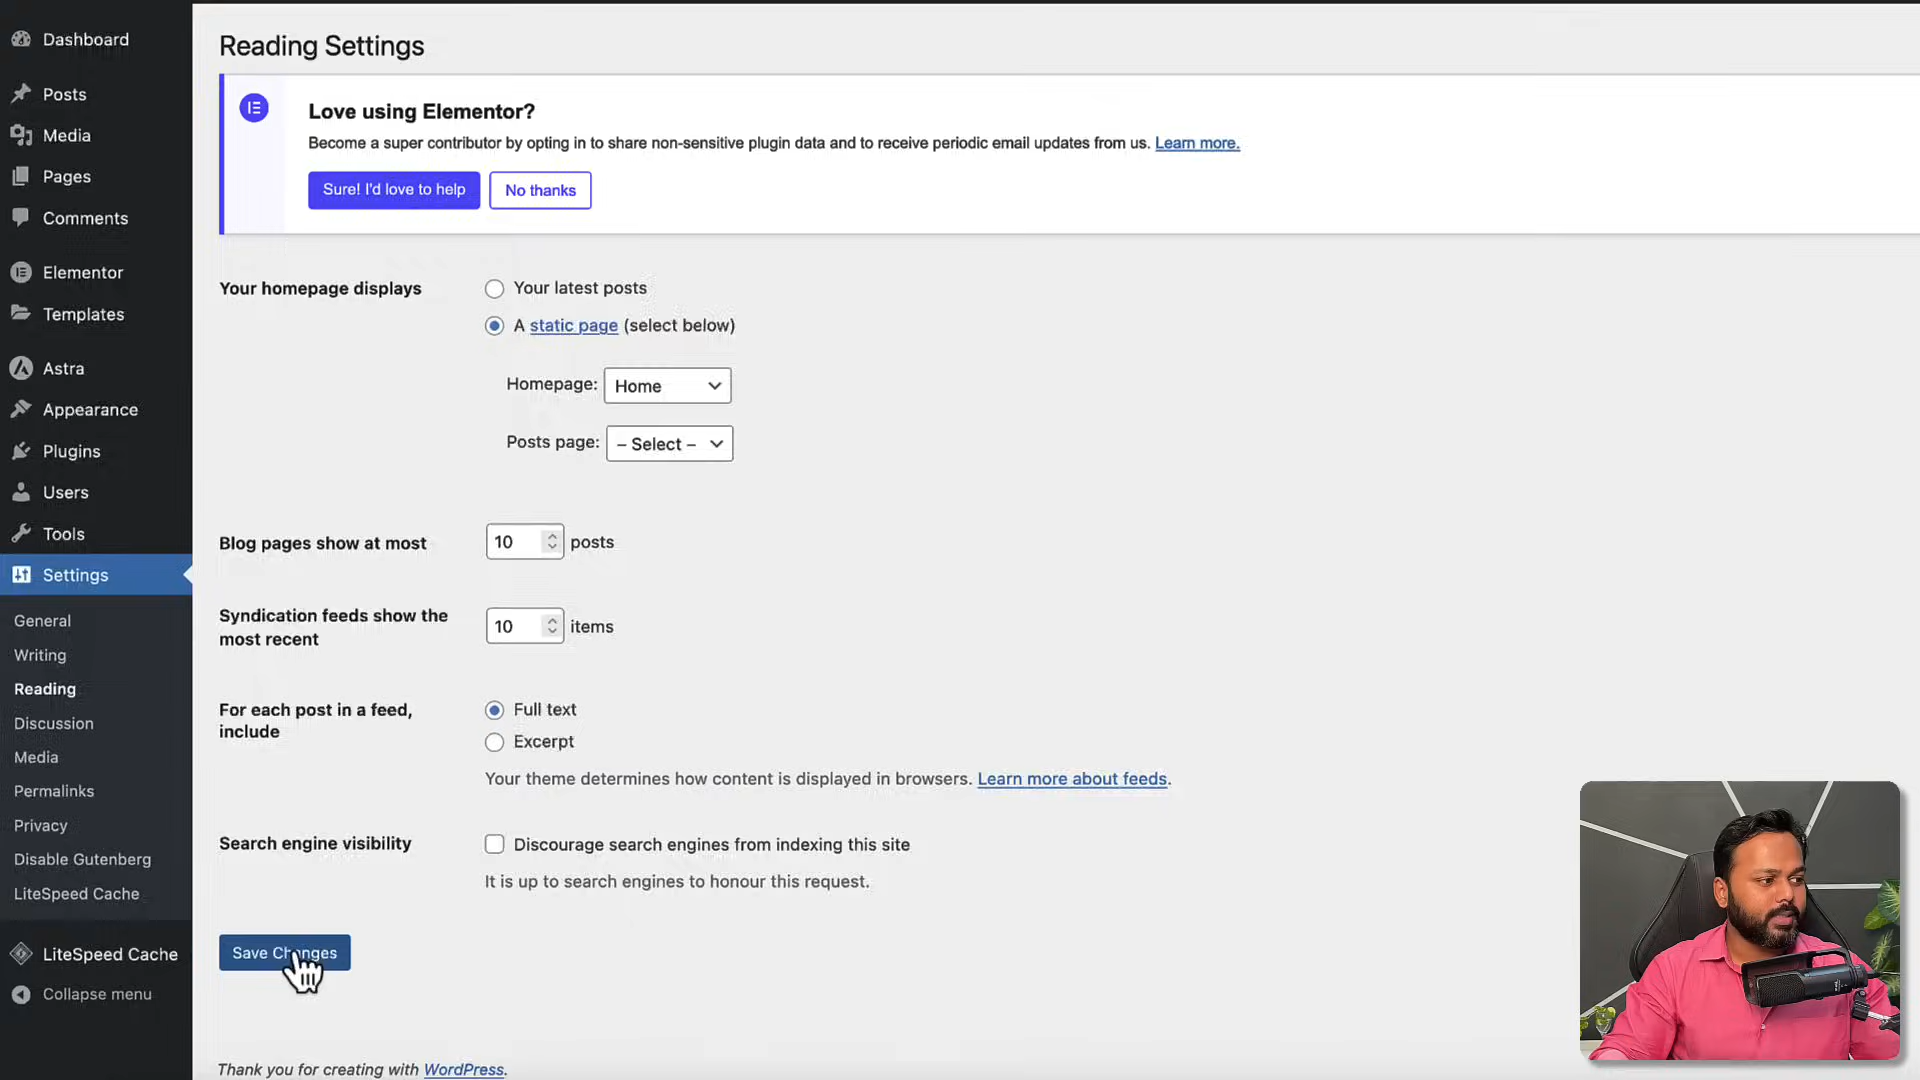 Dashboard
Posts
Media
Pages
Comments
Elementor
Templates
Astra
Appearance
Plugins
Users
Tools
Settings
General
Writing
Reading
Discussion
Media
Permalinks
Privacy
Disable Gutenberg
LiteSpeed Cache
LiteSpeed Cache
Collapse menu
Reading Settings
Love using Elementor?
Become a super contributor by opting in to share non-sensitive plugin data and to receive periodic email updates from us. Learn more.
Sure! I'd love to help
No thanks
Your homepage displays
Your latest posts
A static page (select below)
Homepage: Home
Posts page: – Select –
Blog pages show at most
10 posts
Syndication feeds show the
most recent
10 items
For each post in a feed,
include
Full text
Excerpt
Your theme determines how content is displayed in browsers. Learn more about feeds.
Search engine visibility
Discourage search engines from indexing this site
It is up to search engines to honour this request.
Save Changes
Thank you for creating with WordPress.